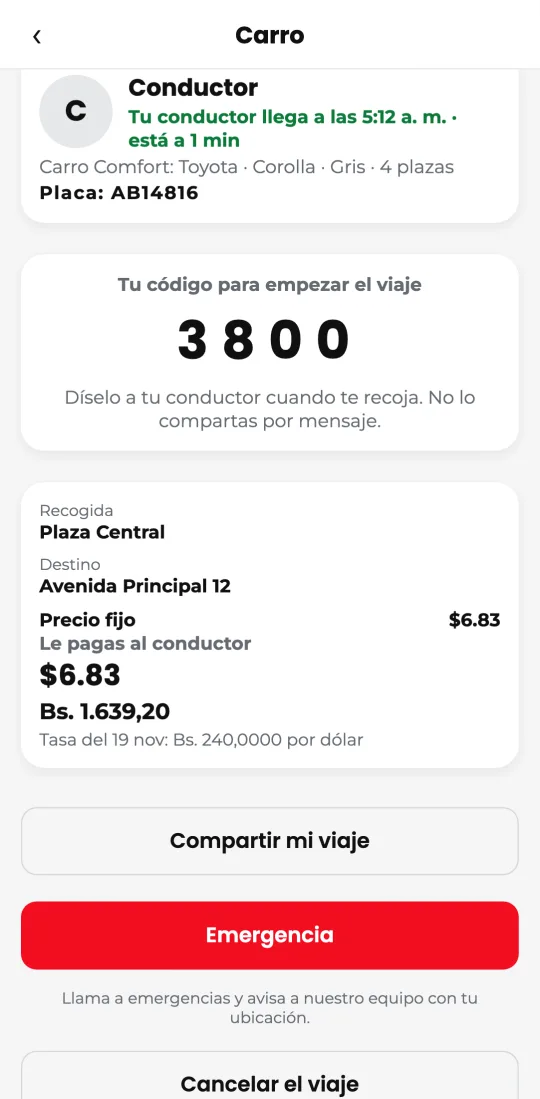 ‹ Carro
C
Conductor
Tu conductor llega a las 5:12 a. m. ·
está a 1 min
Carro Comfort: Toyota · Corolla · Gris · 4 plazas
Placa: AB14816
Tu código para empezar el viaje
3800
Díselo a tu conductor cuando te recoja. No lo
compartas por mensaje.
Recogida
Plaza Central
Destino
Avenida Principal 12
Precio fijo $6.83
Le pagas al conductor
$6.83
Bs. 1.639,20
Tasa del 19 nov: Bs. 240,0000 por dólar
Compartir mi viaje
Emergencia
Llama a emergencias y avisa a nuestro equipo con tu
ubicación.
Cancelar el viaje